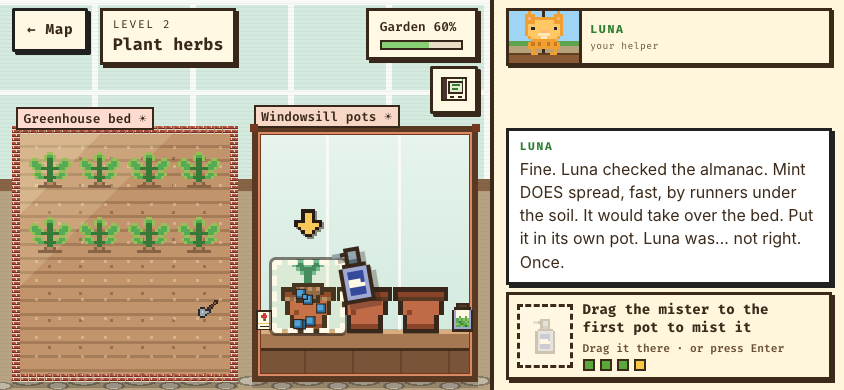 ← Map
LEVEL 2
Plant herbs
Garden 60%
Greenhouse bed ☀
Windowsill pots ☀
LUNA
your helper
LUNA
Fine. Luna checked the almanac. Mint
DOES spread, fast, by runners under
the soil. It would take over the bed. Put
it in its own pot. Luna was... not right.
Once.
Drag the mister to the
first pot to mist it
Drag it there · or press Enter